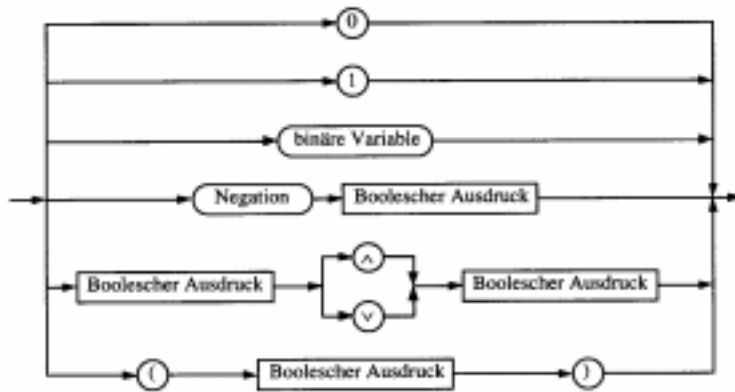 0
1
binäre Variable
Negation Boolescher Ausdruck
∧
Boolescher Ausdruck Boolescher Ausdruck
∨
( Boolescher Ausdruck )